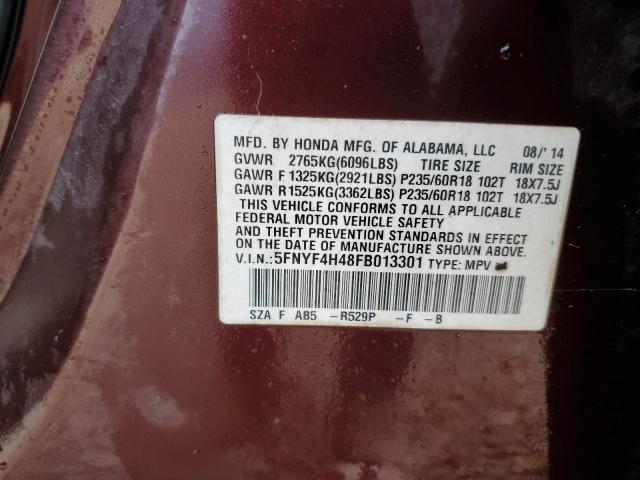 MFD. BY HONDA MFG. OF ALABAMA, LLC 08/'14
GVWR 2765KG(6096LBS) TIRE SIZE RIM SIZE
GAWR F 1325KG(2921LBS) P235/60R18 102T 18X7.5J
GAWR R1525KG(3362LBS) P235/60R18 102T 18X7.5J
THIS VEHICLE CONFORMS TO ALL APPLICABLE
FEDERAL MOTOR VEHICLE SAFETY
AND THEFT PREVENTION STANDARDS IN EFFECT
ON THE DATE OF MANUFACTURE SHOWN ABOVE.
V.I.N.:5FNYF4H48FB013301 TYPE: MPV
SZA F AB5 -R529P -F -B